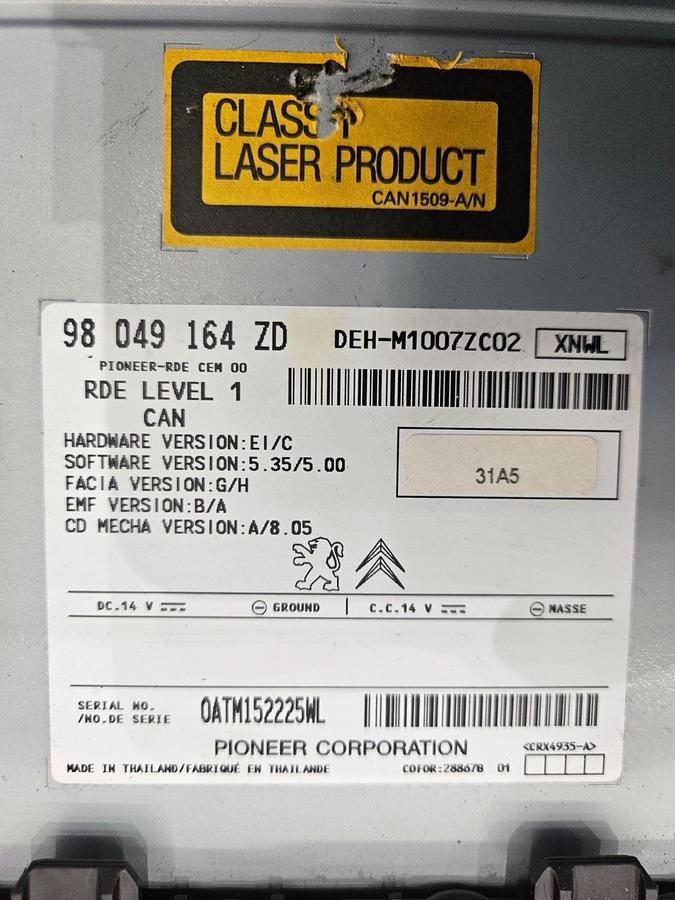 CLASS 1
LASER PRODUCT
CAN1509-A/N
98 049 164 ZD DEH-M1007ZC02 XNWL
PIONEER-RDE CEM 00
RDE LEVEL 1
CAN
HARDWARE VERSION:EI/C
SOFTWARE VERSION:5.35/5.00
31A5
FACIA VERSION:G/H
EMF VERSION:B/A
CD MECHA VERSION:A/8.05
DC.14 V GROUND C.C.14 V MASSE
SERIAL NO.
/NO.DE SERIE
0ATM152225WL
PIONEER CORPORATION <CRX4935-A>
MADE IN THAILAND/FABRIQUÉ EN THAILANDE COFOR:28867B 01